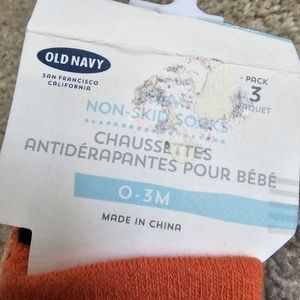 OLD NAVY
SAN FRANCISCO
CALIFORNIA
PACK
3
NON-SKID SOCKS
CHAUSSETTES
ANTIDÉRAPANTES POUR BÉBÉ
0-3M
MADE IN CHINA